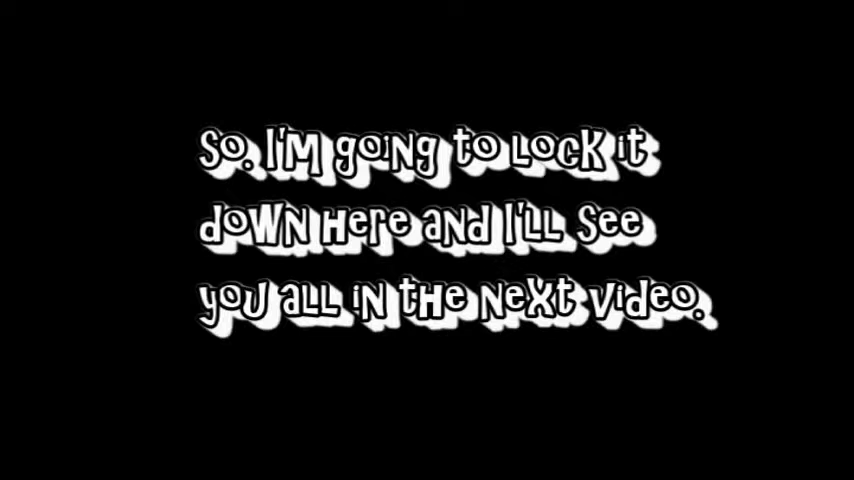 So. I'm going to lock it
down here and I'll see
you all in the next video.